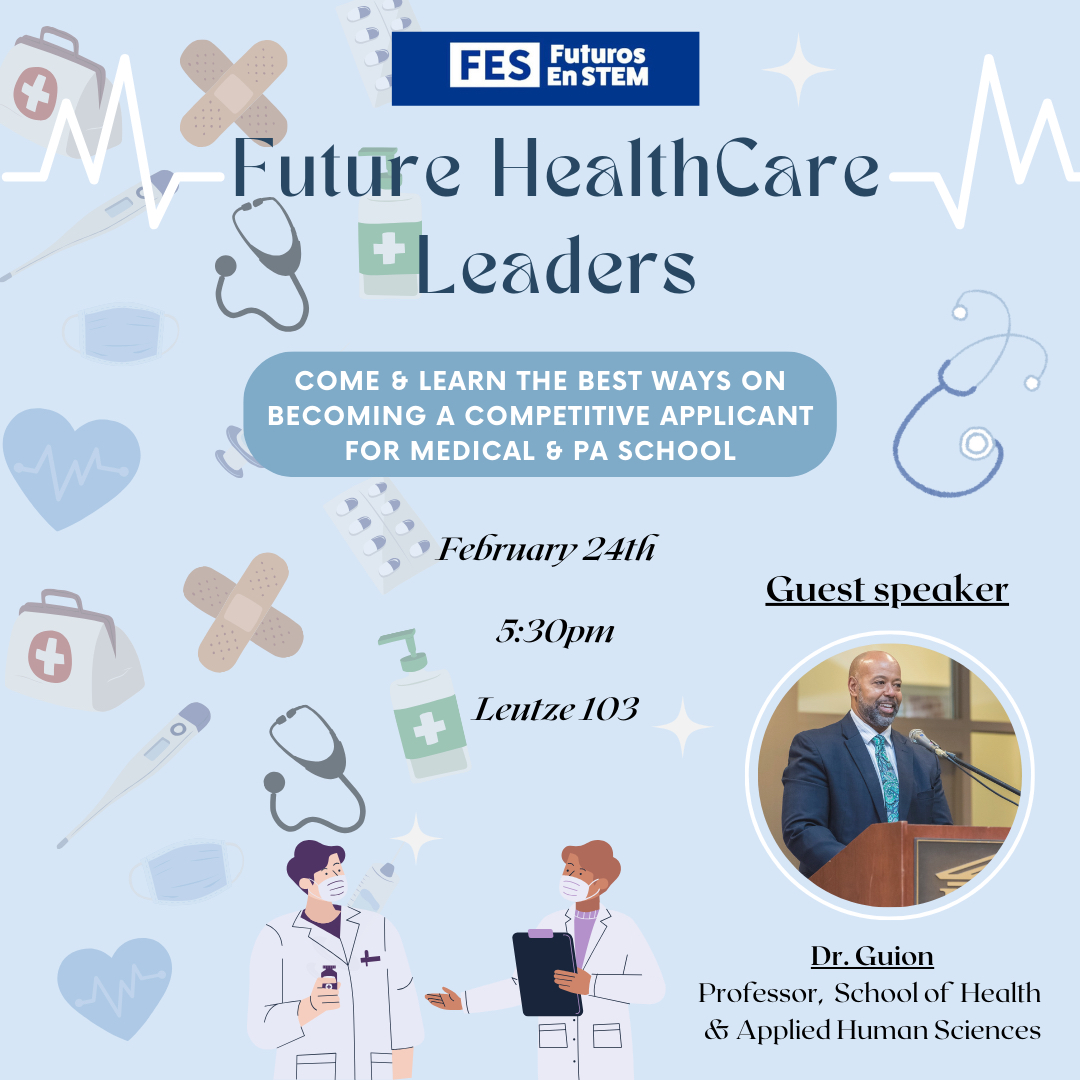 FES Futuros
En STEM
Future HealthCare
Leaders
COME & LEARN THE BEST WAYS ON
BECOMING A COMPETITIVE APPLICANT
FOR MEDICAL & PA SCHOOL
February 24th
5:30pm
Leutze 103
Guest speaker
Dr. Guion
Professor, School of Health
& Applied Human Sciences